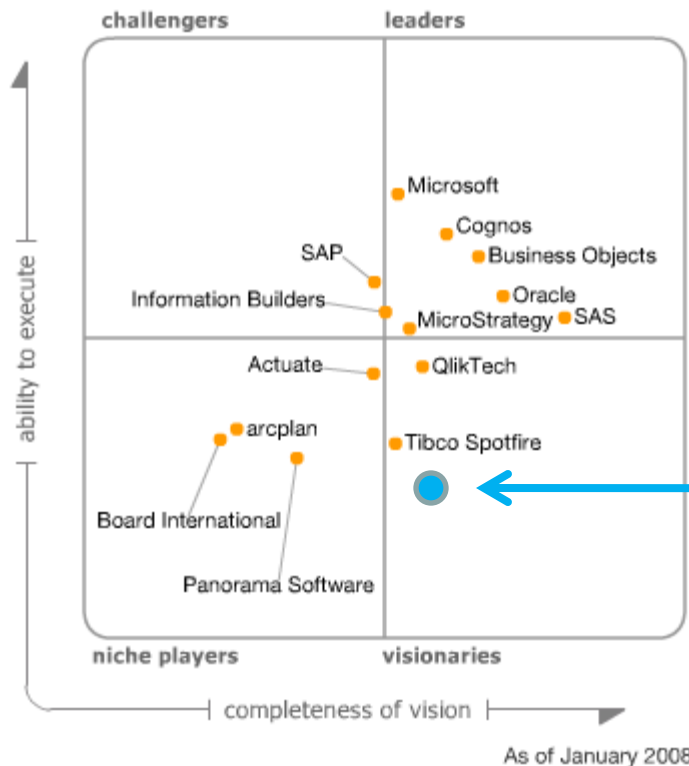 challengers
leaders
Microsoft
Cognos
SAP
Business Objects
Information Builders
Oracle
MicroStrategy
SAS
Actuate
QlikTech
arcplan
Tibco Spotfire
Board International
Panorama Software
niche players
visionaries
ability to execute
completeness of vision
As of January 2008